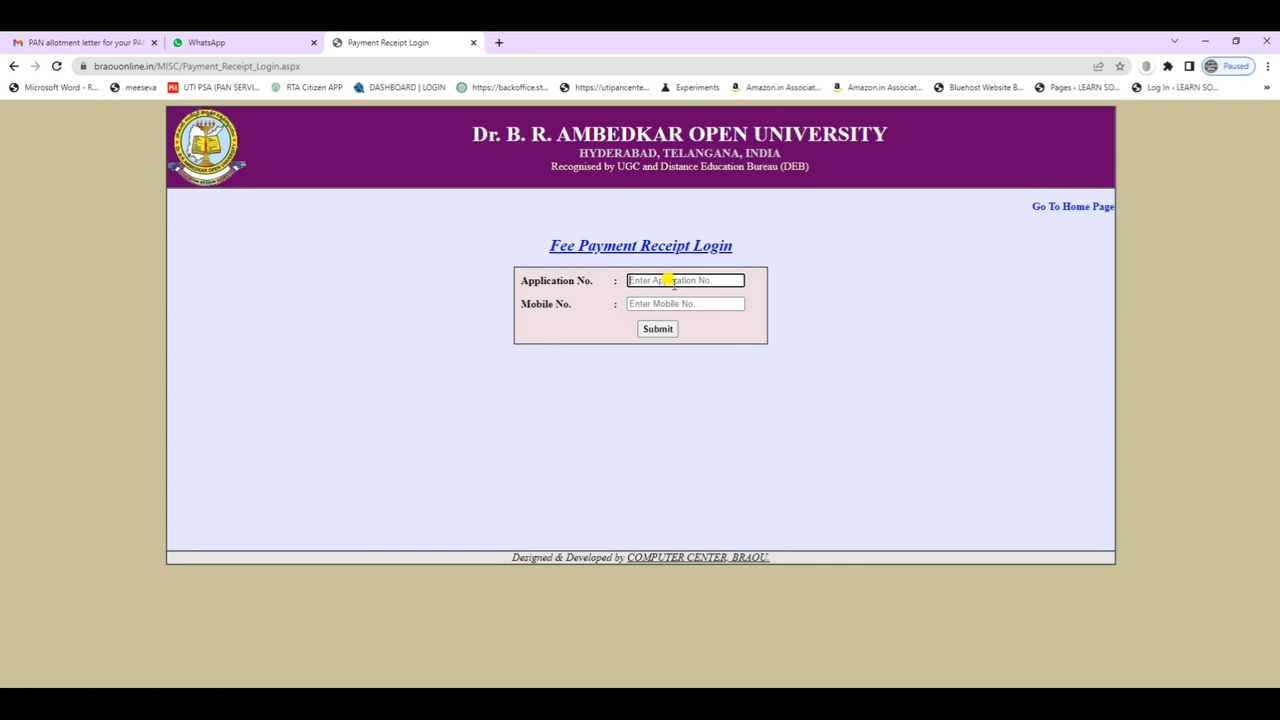 PAN allotment letter for your PA
WhatsApp
Payment Receipt Login
braouonline.in/MISC/Payment_Receipt_Login.aspx
Paused
Microsoft Word - R...
meeseva
UTI PSA (PAN SERVI...
RTA Citizen APP
DASHBOARD | LOGIN
https://backoffice.st...
https://utipancente...
Experiments
Amazon.in Associat...
Amazon.in Associat...
Bluehost Website B...
Pages ‹ LEARN SO...
Log In ‹ LEARN SO...
Dr. B. R. AMBEDKAR OPEN UNIVERSITY
HYDERABAD, TELANGANA, INDIA
Recognised by UGC and Distance Education Bureau (DEB)
Go To Home Page
Fee Payment Receipt Login
Application No. : Enter Application No.
Mobile No. : Enter Mobile No.
Submit
Designed & Developed by COMPUTER CENTER, BRAOU.